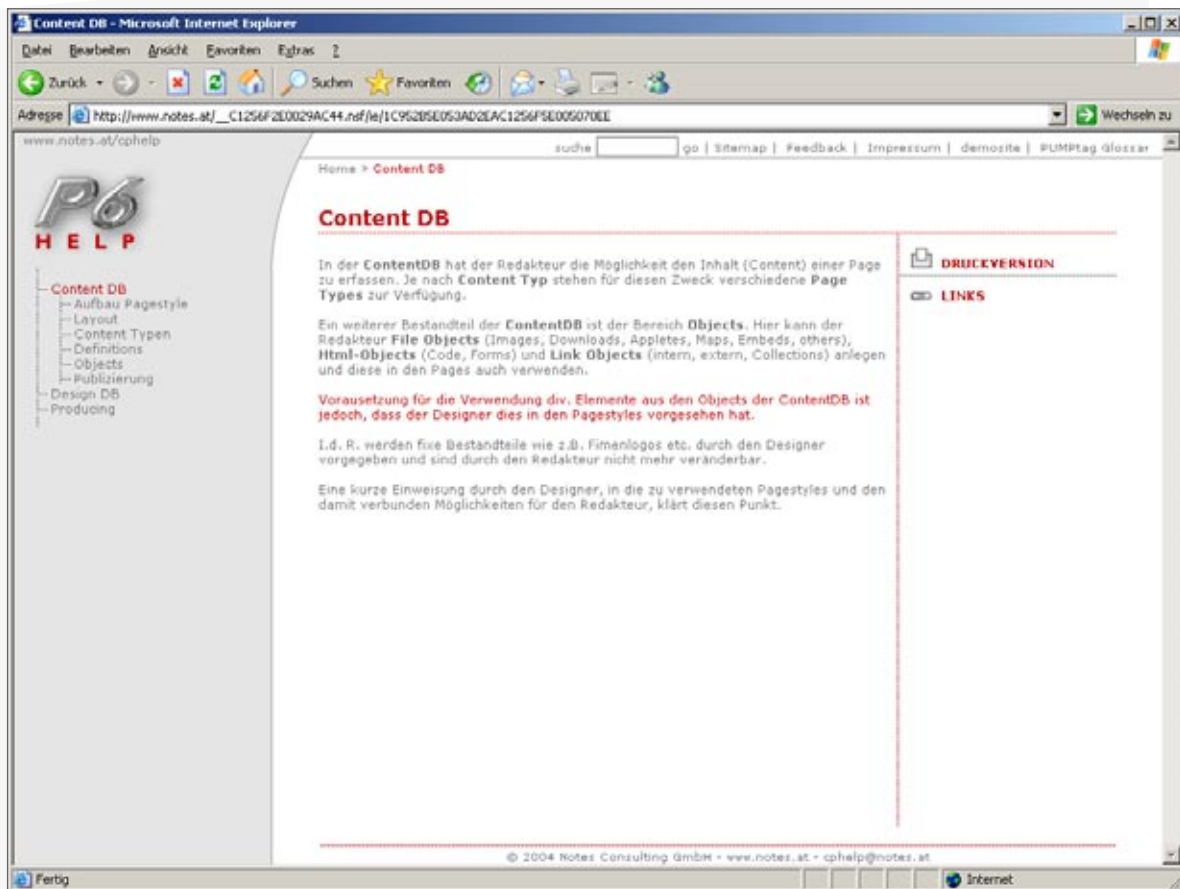 Content DB - Microsoft Internet Explorer
Datei Bearbeiten Ansicht Favoriten Extras ?
Zurück Suchen Favoriten
Adresse http://www.notes.at/__C1256F2E0029AC44.nsf/le/1C952B5E053AD2EAC1256F5E005070EE Wechseln zu
www.notes.at/cphelp
suche go | Sitemap | Feedback | Impressum | demosite | PUMPtag Glossar
Home > Content DB
P6
HELP
Content DB
Aufbau Pagestyle
Layout
Content Typen
Definitions
Objects
Publizierung
Design DB
Producing
Content DB
In der ContentDB hat der Redakteur die Möglichkeit den Inhalt (Content) einer Page
zu erfassen. Je nach Content Typ stehen für diesen Zweck verschiedene Page
Types zur Verfügung.
Ein weiterer Bestandteil der ContentDB ist der Bereich Objects. Hier kann der
Redakteur File Objects (Images, Downloads, Appletes, Maps, Embeds, others),
Html-Objects (Code, Forms) und Link Objects (intern, extern, Collections) anlegen
und diese in den Pages auch verwenden.
Vorausetzung für die Verwendung div. Elemente aus den Objects der ContentDB ist
jedoch, dass der Designer dies in den Pagestyles vorgesehen hat.
I.d. R. werden fixe Bestandteile wie z.B. Fimenlogos etc. durch den Designer
vorgegeben und sind durch den Redakteur nicht mehr veränderbar.
Eine kurze Einweisung durch den Designer, in die zu verwendeten Pagestyles und den
damit verbunden Möglichkeiten für den Redakteur, klärt diesen Punkt.
DRUCKVERSION
LINKS
© 2004 Notes Consulting GmbH - www.notes.at - cphelp@notes.at
Fertig Internet